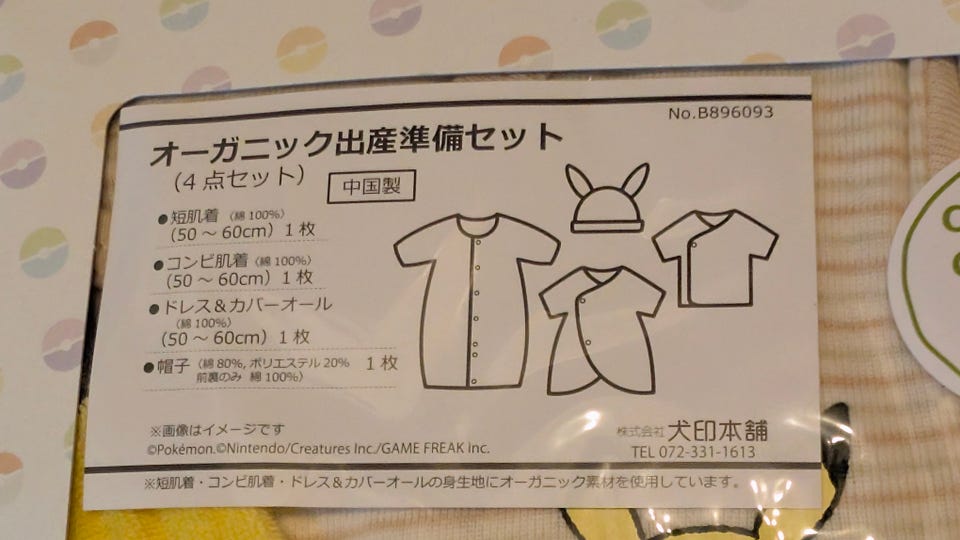 No.B896093
オーガニック出産準備セット
（4点セット）
中国製
●短肌着〈綿100%〉
（50～60cm）1枚
●コンビ肌着〈綿100%〉
（50～60cm）1枚
●ドレス&カバーオール
〈綿100%〉
（50～60cm）1枚
●帽子〈綿80%, ポリエステル20% 1枚
前裏のみ 綿100%〉
※画像はイメージです
©Pokémon.©Nintendo/Creatures Inc./GAME FREAK Inc.
株式会社 犬印本舗
TEL 072-331-1613
※短肌着・コンビ肌着・ドレス&カバーオールの身生地にオーガニック素材を使用しています。